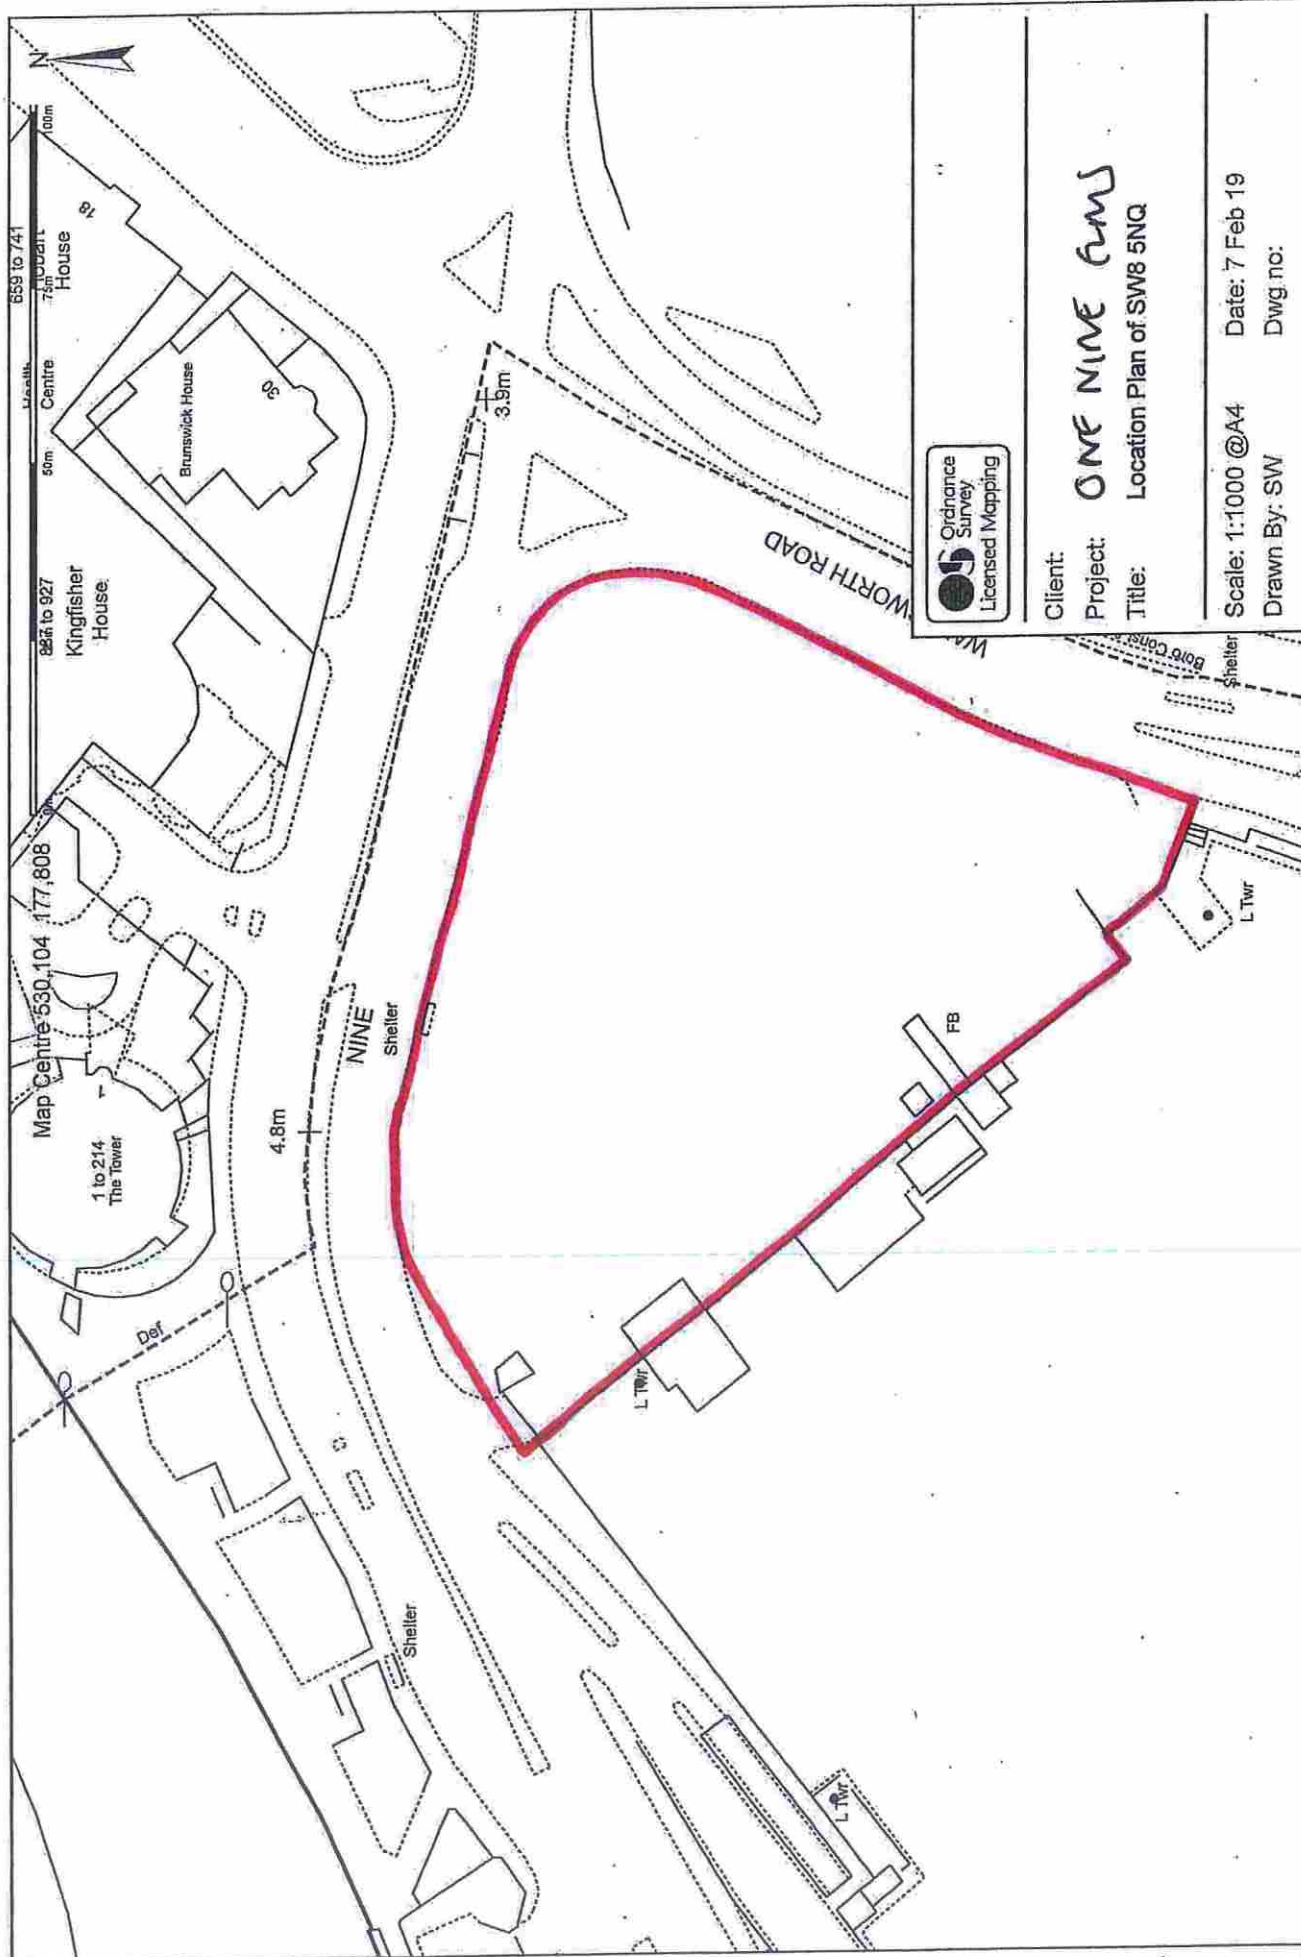 Map Centre 530,104 177,808
659 to 741
House
N
50m
75m
100m
Centre
18
to 927
Kingfisher
House
Brunswick House
30
1 to 214
The Tower
Def
4.8m
NINE
Shelter
3.9m
WORTH ROAD
Shelter
L Twr
FB
L Twr
L Twr
Boro Const
Shelter
Ordnance
Survey
Licensed Mapping
Client:
Project: ONE NINE ELMS
Title: Location Plan of SW8 5NQ
Scale: 1:1000 @A4 Date: 7 Feb 19
Drawn By: SW Dwg no: